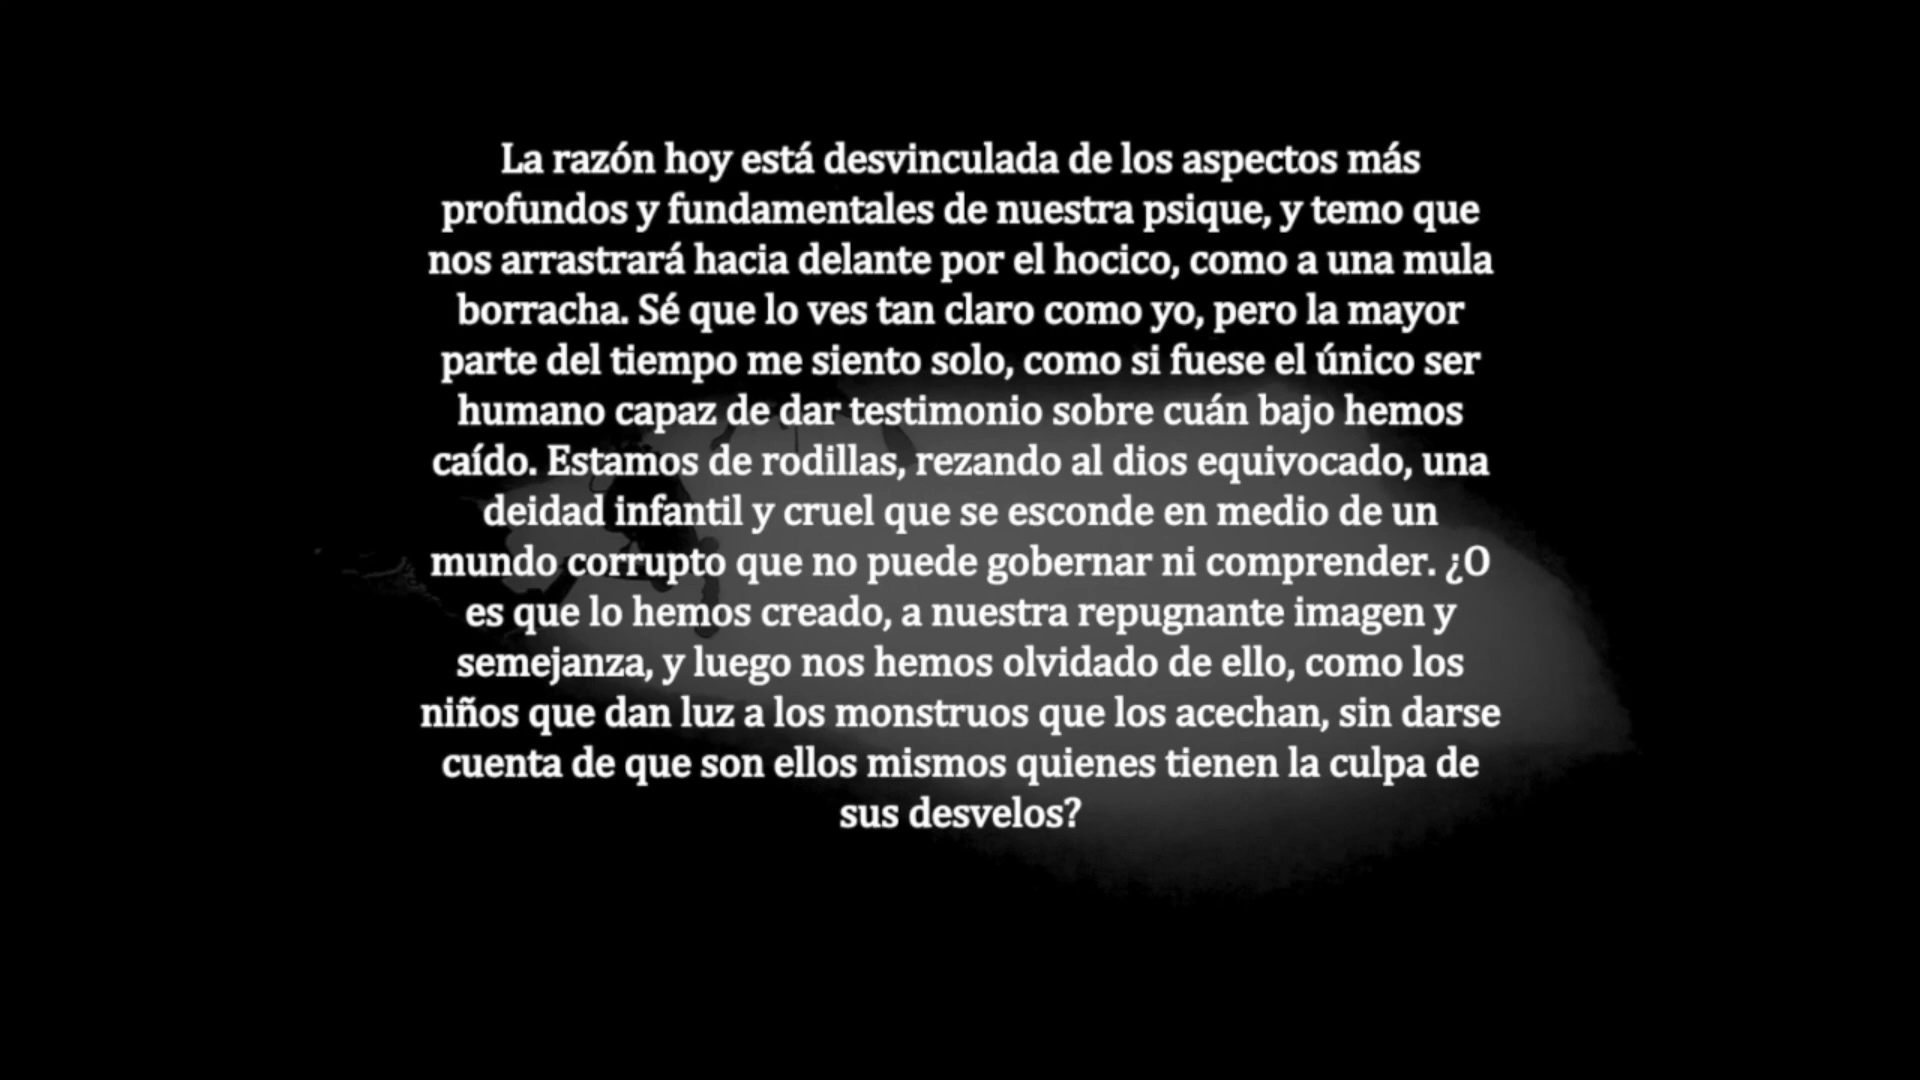 La razón hoy está desvinculada de los aspectos más
profundos y fundamentales de nuestra psique, y temo que
nos arrastrará hacia delante por el hocico, como a una mula
borracha. Sé que lo ves tan claro como yo, pero la mayor
parte del tiempo me siento solo, como si fuese el único ser
humano capaz de dar testimonio sobre cuán bajo hemos
caído. Estamos de rodillas, rezando al dios equivocado, una
deidad infantil y cruel que se esconde en medio de un
mundo corrupto que no puede gobernar ni comprender. ¿O
es que lo hemos creado, a nuestra repugnante imagen y
semejanza, y luego nos hemos olvidado de ello, como los
niños que dan luz a los monstruos que los acechan, sin darse
cuenta de que son ellos mismos quienes tienen la culpa de
sus desvelos?